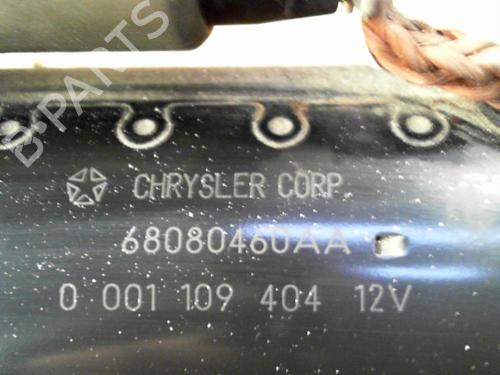 B-PARTS
CHRYSLER CORP.
68080460AA
0 001 109 404 12V